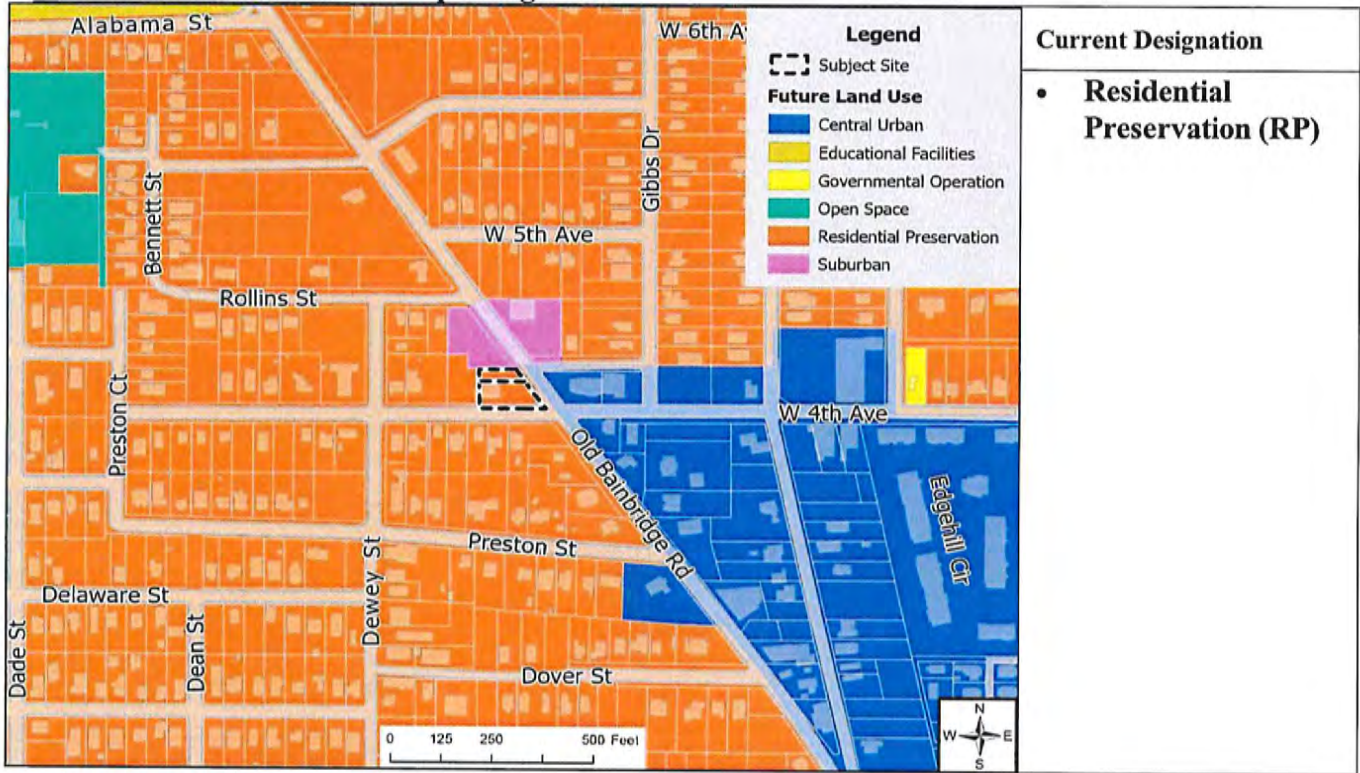 Alabama St
W 6th A
Legend
Subject Site
Future Land Use
Central Urban
Educational Facilities
Governmental Operation
Open Space
Residential Preservation
Suburban
Current Designation
• Residential
Preservation (RP)
Bennett St
Gibbs Dr
W 5th Ave
Rollins St
Preston Ct
W 4th Ave
Old Bainbridge Rd
Edgehill Cir
Preston St
Delaware St
Dewey St
Dade St
Dean St
Dover St
0 125 250 500 Feet
N
W E
S